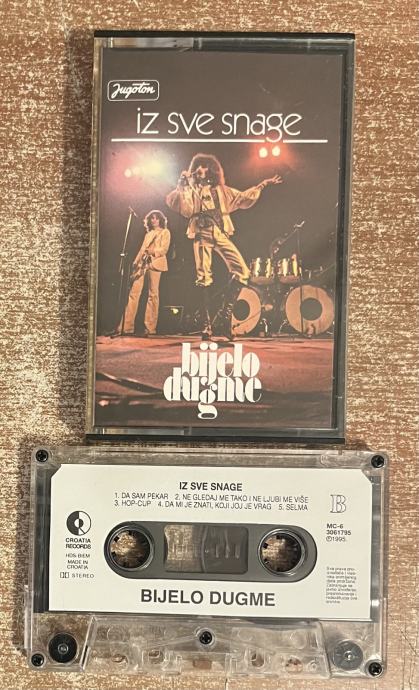 Jugoton
iz sve snage
bijelo
dugme
IZ SVE SNAGE
1. DA SAM PEKAR 2. NE GLEDAJ ME TAKO I NE LJUBI ME VIŠE
3. HOP-CUP 4. DA MI JE ZNATI, KOJI JOJ JE VRAG 5. SELMA
B
CROATIA
RECORDS
HDS-BIEM
MADE IN
CROATIA
STEREO
MC-6
3061795
℗1995.
BIJELO DUGME